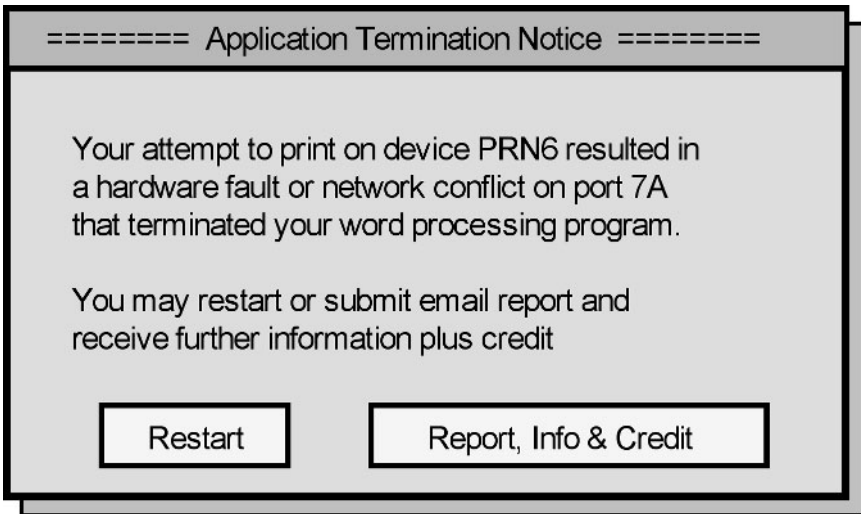 ======== Application Termination Notice ========
Your attempt to print on device PRN6 resulted in
a hardware fault or network conflict on port 7A
that terminated your word processing program.
You may restart or submit email report and
receive further information plus credit
Restart
Report, Info & Credit